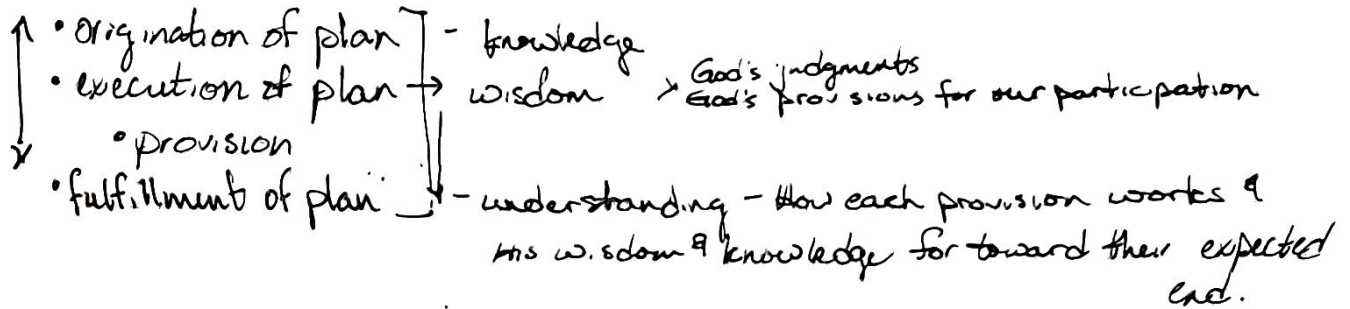 • origination of plan - knowledge
• execution of plan → wisdom > God's judgments
God's provisions for our participation
• provision
• fulfillment of plan - understanding - How each provision works &
His wisdom & knowledge for toward their expected
end.